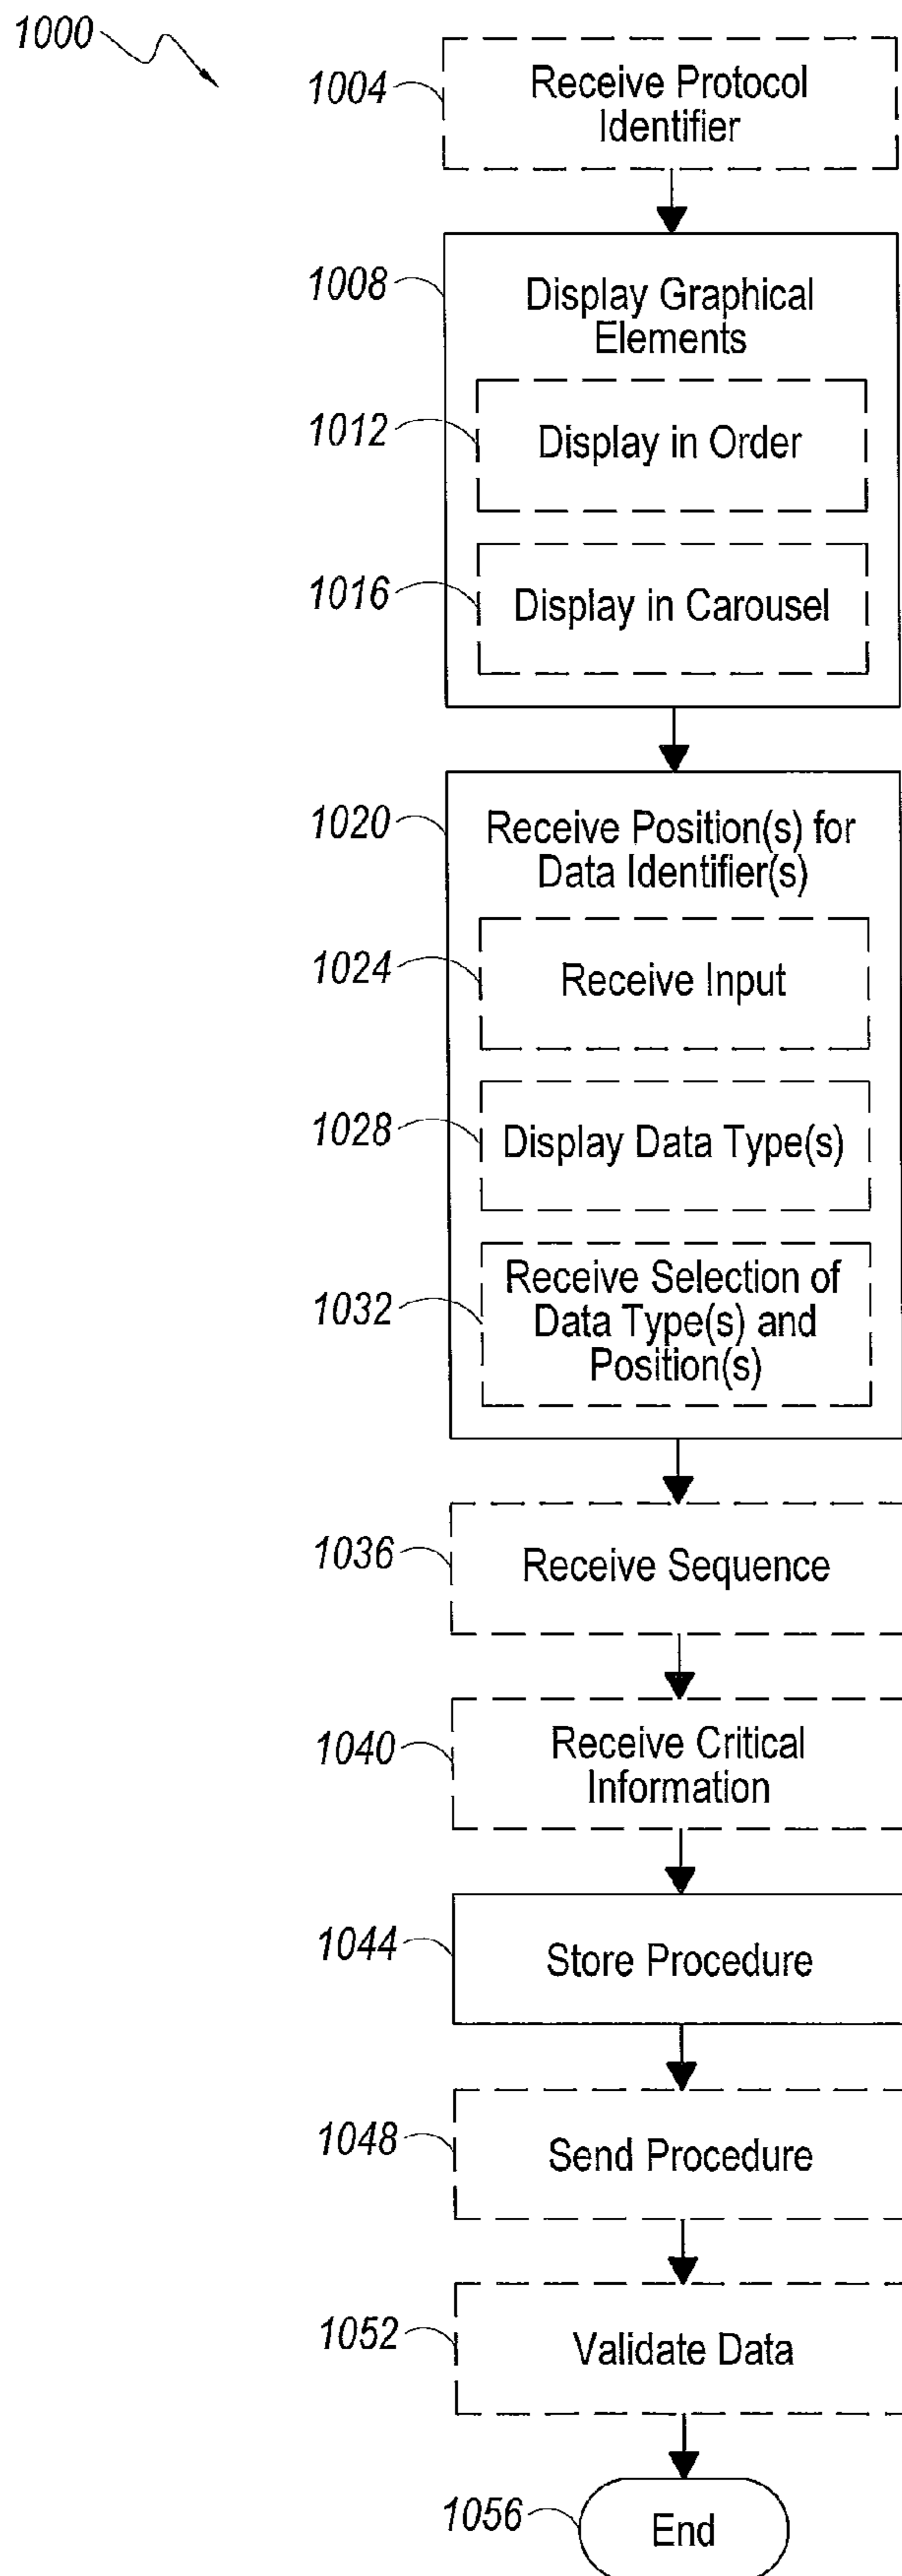 1000
1004
Receive Protocol
Identifier
1008
Display Graphical
Elements
1012
Display in Order
1016
Display in Carousel
1020
Receive Position(s) for
Data Identifier(s)
1024
Receive Input
1028
Display Data Type(s)
1032
Receive Selection of
Data Type(s) and
Position(s)
1036
Receive Sequence
1040
Receive Critical
Information
1044
Store Procedure
1048
Send Procedure
1052
Validate Data
1056
End